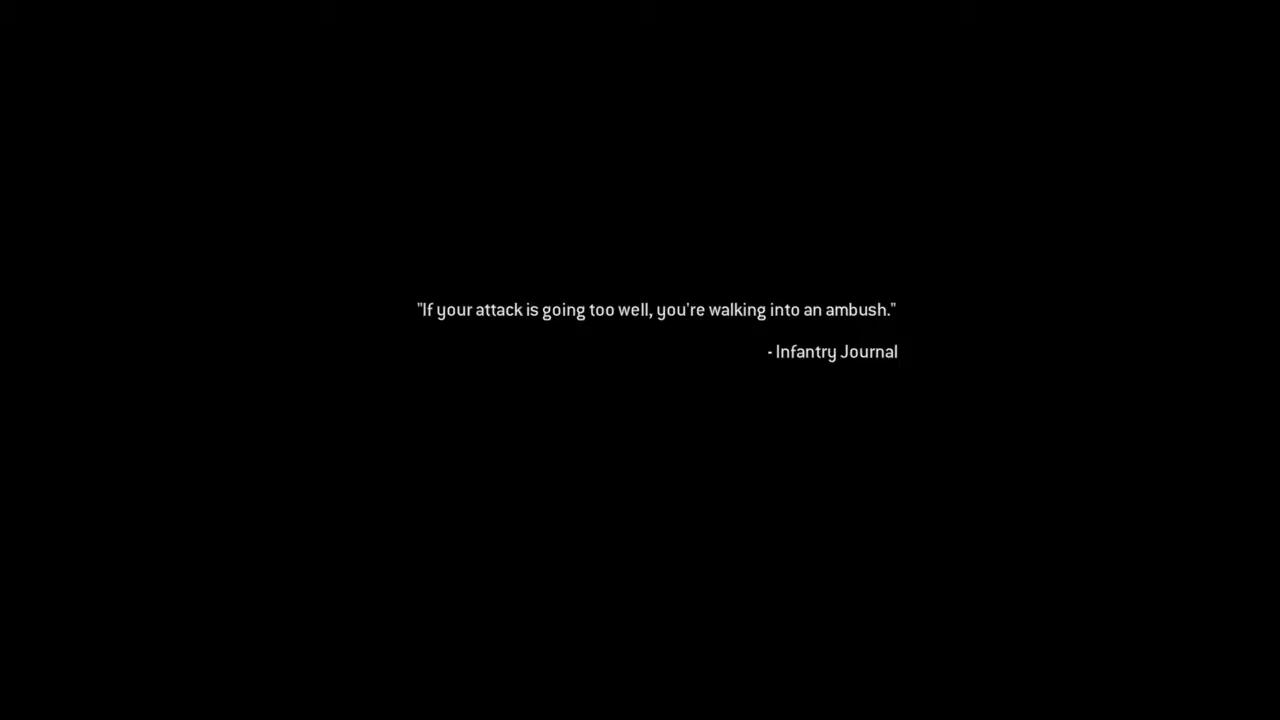 "If your attack is going too well, you're walking into an ambush."
- Infantry Journal